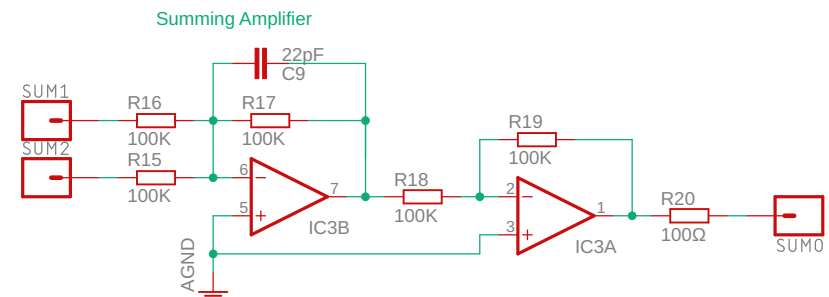 Summing Amplifier
22pF
C9
SUM1
R16
R17
R19
100K
100K
SUM2
R15
100K
100K
6
7
R18
2
1
R20
5
100K
3
IC3B
IC3A
100Ω
SUMO
AGND